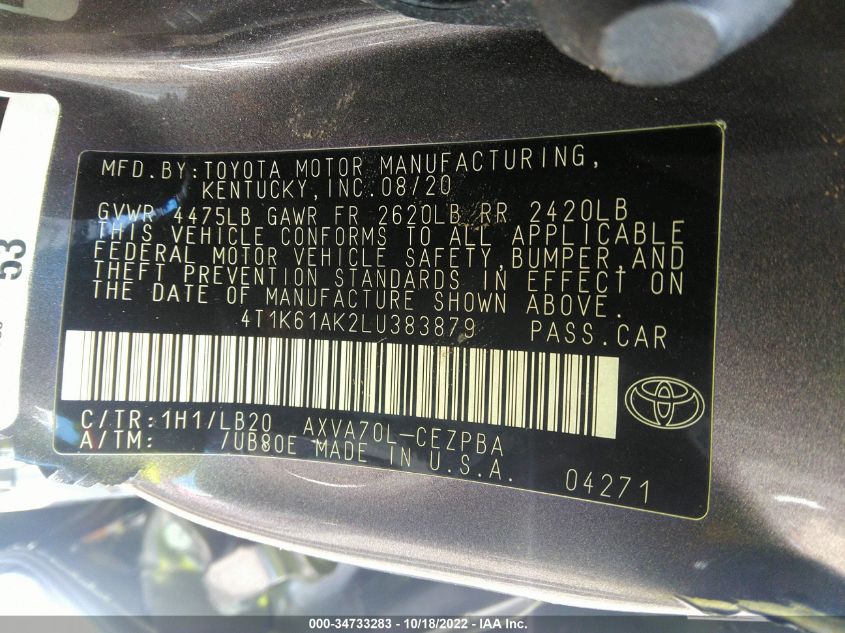 MFD.BY:TOYOTA MOTOR MANUFACTURING,
KENTUCKY,INC.08/20
GVWR 4475LB GAWR FR 2620LB RR 2420LB
THIS VEHICLE CONFORMS TO ALL APPLICABLE
FEDERAL MOTOR VEHICLE SAFETY,BUMPER,AND
THEFT PREVENTION STANDARDS IN EFFECT ON
THE DATE OF MANUFACTURE SHOWN ABOVE.
4T1K61AK2LU383879 PASS.CAR
C/TR:1H1/LB20 AXVA70L-CEZPBA
A/TM: /UB80E MADE IN U.S.A.
04271
53
000-34733283 - 10/18/2022 - IAA Inc.